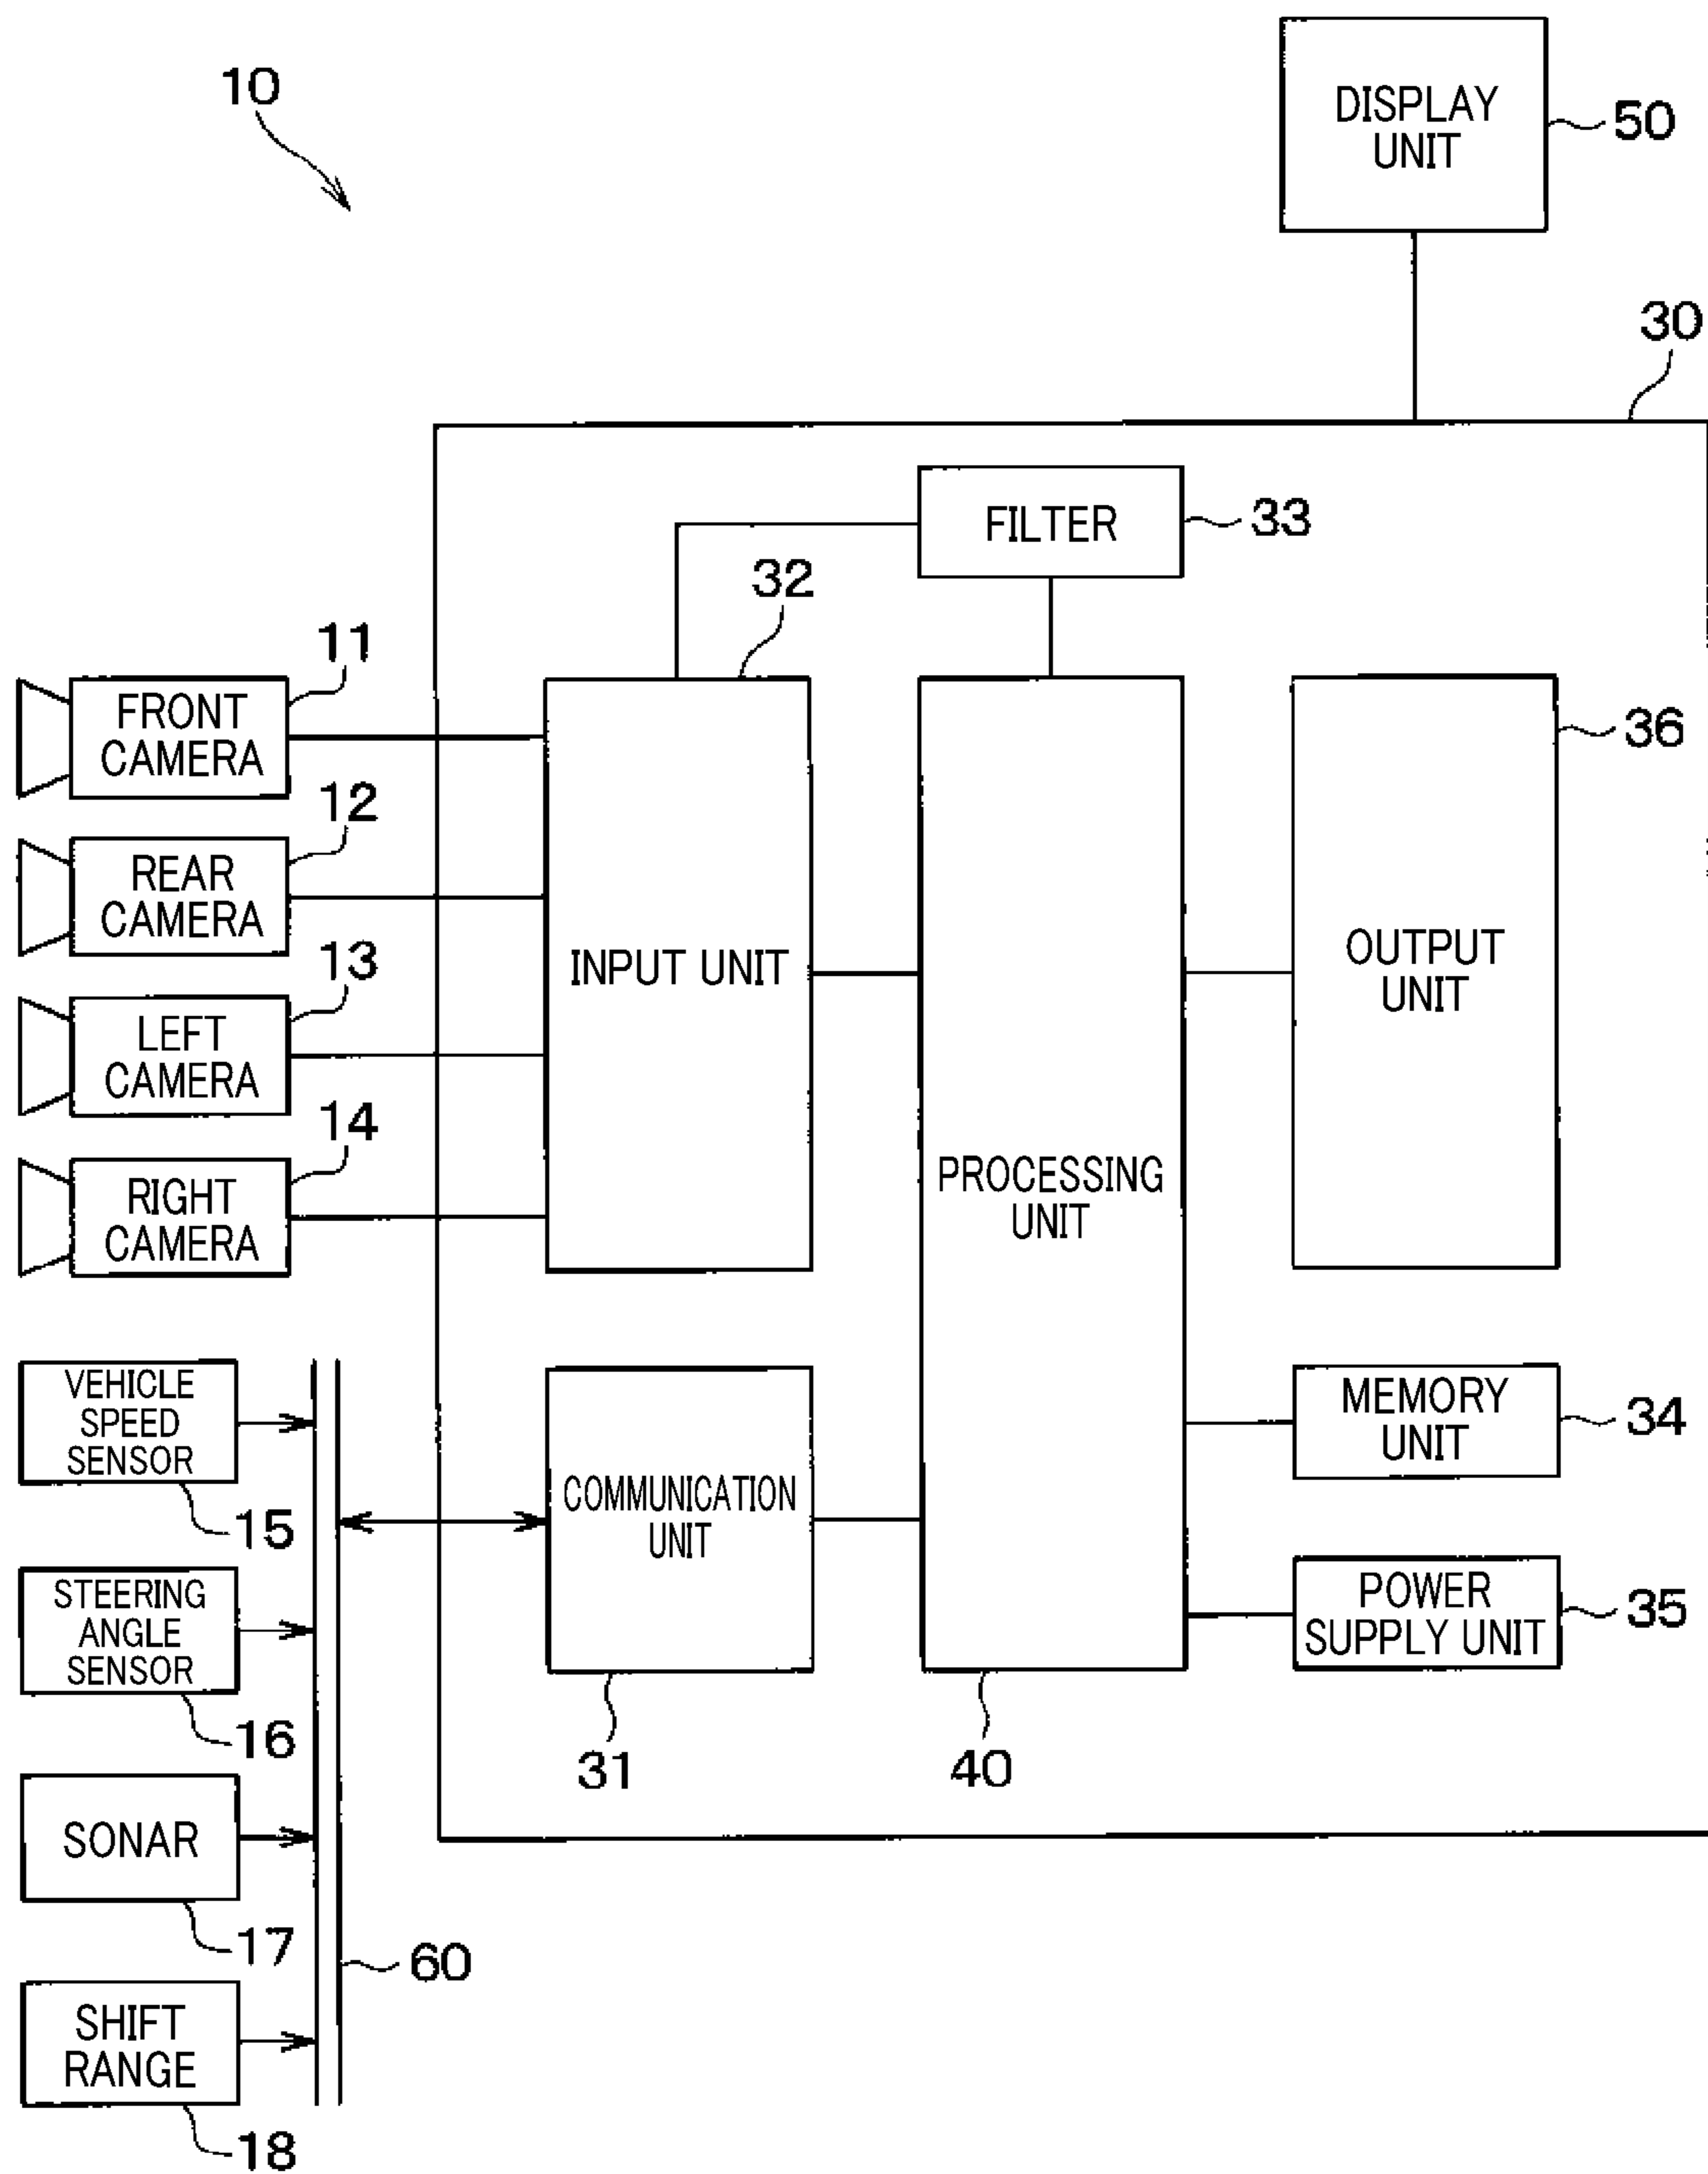 10
DISPLAY
UNIT
50
30
FILTER
33
32
11
FRONT
CAMERA
36
12
REAR
CAMERA
13
INPUT UNIT
OUTPUT
UNIT
LEFT
CAMERA
14
PROCESSING
UNIT
RIGHT
CAMERA
VEHICLE
SPEED
SENSOR
15
COMMUNICATION
UNIT
MEMORY
UNIT
34
STEERING
ANGLE
SENSOR
16
POWER
SUPPLY UNIT
35
31
40
SONAR
17
60
SHIFT
RANGE
18